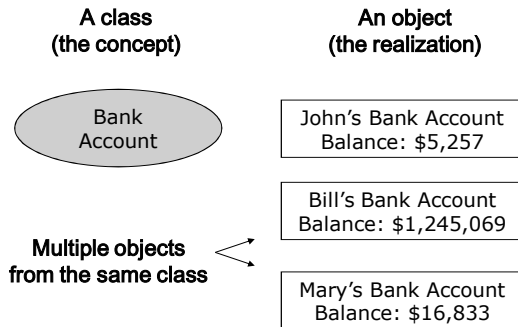 A class
(the concept)
An object
(the realization)
Bank
Account
John's Bank Account
Balance: $5,257
Bill's Bank Account
Balance: $1,245,069
Multiple objects
from the same class
Mary's Bank Account
Balance: $16,833